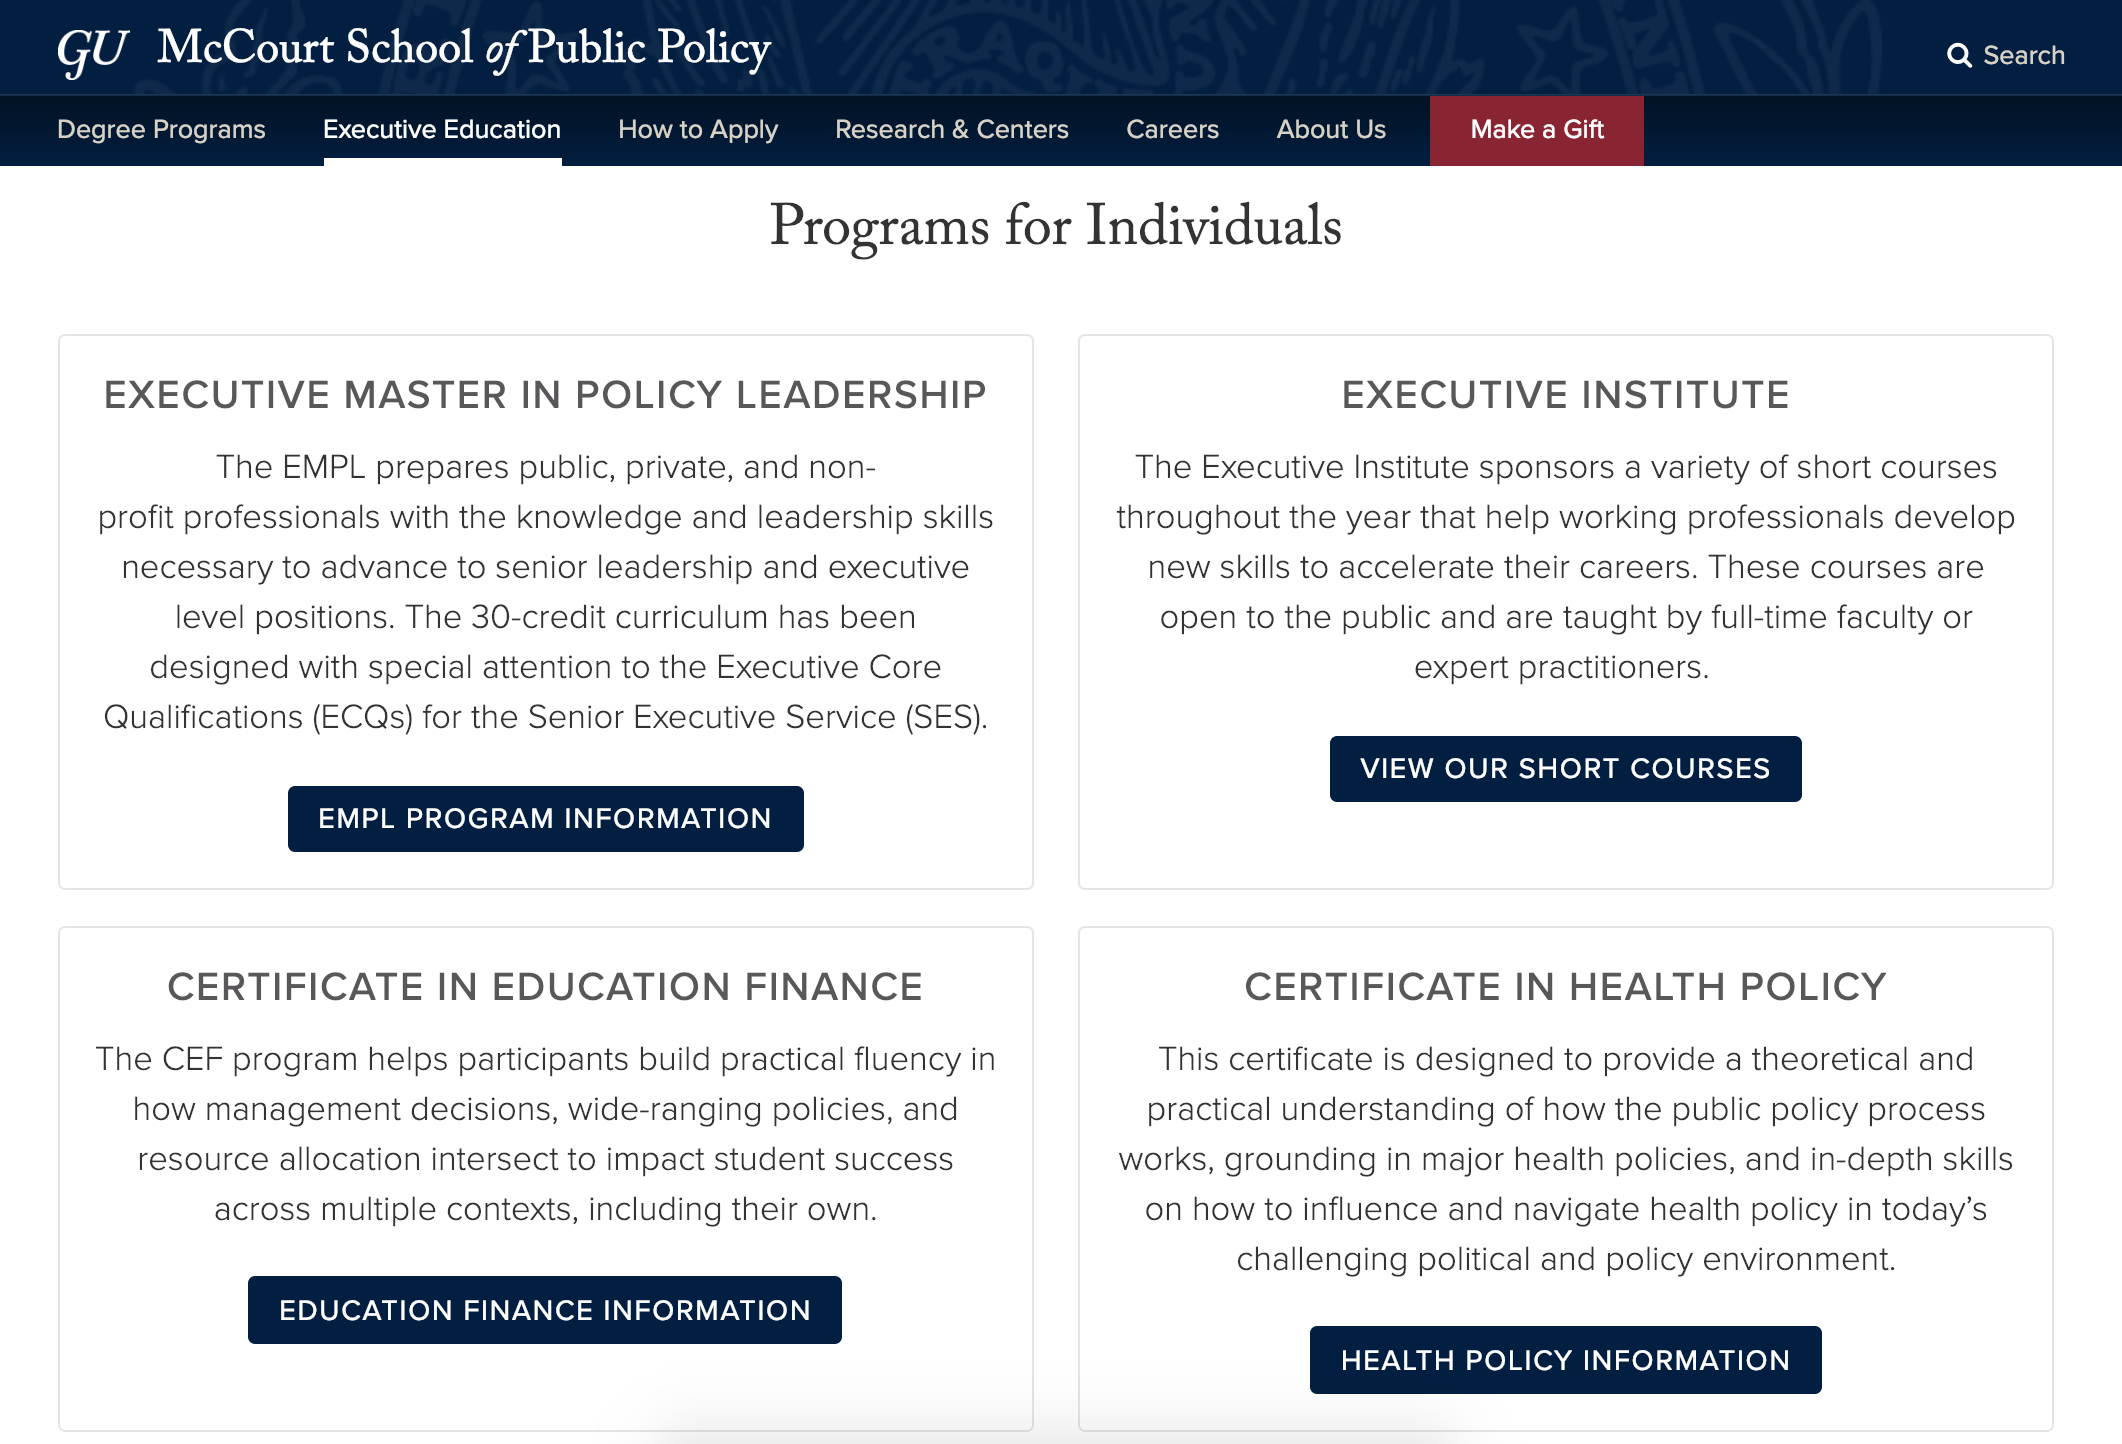 GU McCourt School of Public Policy
Search
Degree Programs
Executive Education
How to Apply
Research & Centers
Careers
About Us
Make a Gift
Programs for Individuals
EXECUTIVE MASTER IN POLICY LEADERSHIP
The EMPL prepares public, private, and non-
profit professionals with the knowledge and leadership skills
necessary to advance to senior leadership and executive
level positions. The 30-credit curriculum has been
designed with special attention to the Executive Core
Qualifications (ECQs) for the Senior Executive Service (SES).
EMPL PROGRAM INFORMATION
EXECUTIVE INSTITUTE
The Executive Institute sponsors a variety of short courses
throughout the year that help working professionals develop
new skills to accelerate their careers. These courses are
open to the public and are taught by full-time faculty or
expert practitioners.
VIEW OUR SHORT COURSES
CERTIFICATE IN EDUCATION FINANCE
The CEF program helps participants build practical fluency in
how management decisions, wide-ranging policies, and
resource allocation intersect to impact student success
across multiple contexts, including their own.
EDUCATION FINANCE INFORMATION
CERTIFICATE IN HEALTH POLICY
This certificate is designed to provide a theoretical and
practical understanding of how the public policy process
works, grounding in major health policies, and in-depth skills
on how to influence and navigate health policy in today’s
challenging political and policy environment.
HEALTH POLICY INFORMATION